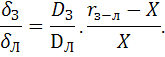 δ_З/δ_Л = D_З/D_Л . (r_з−л − X)/X .